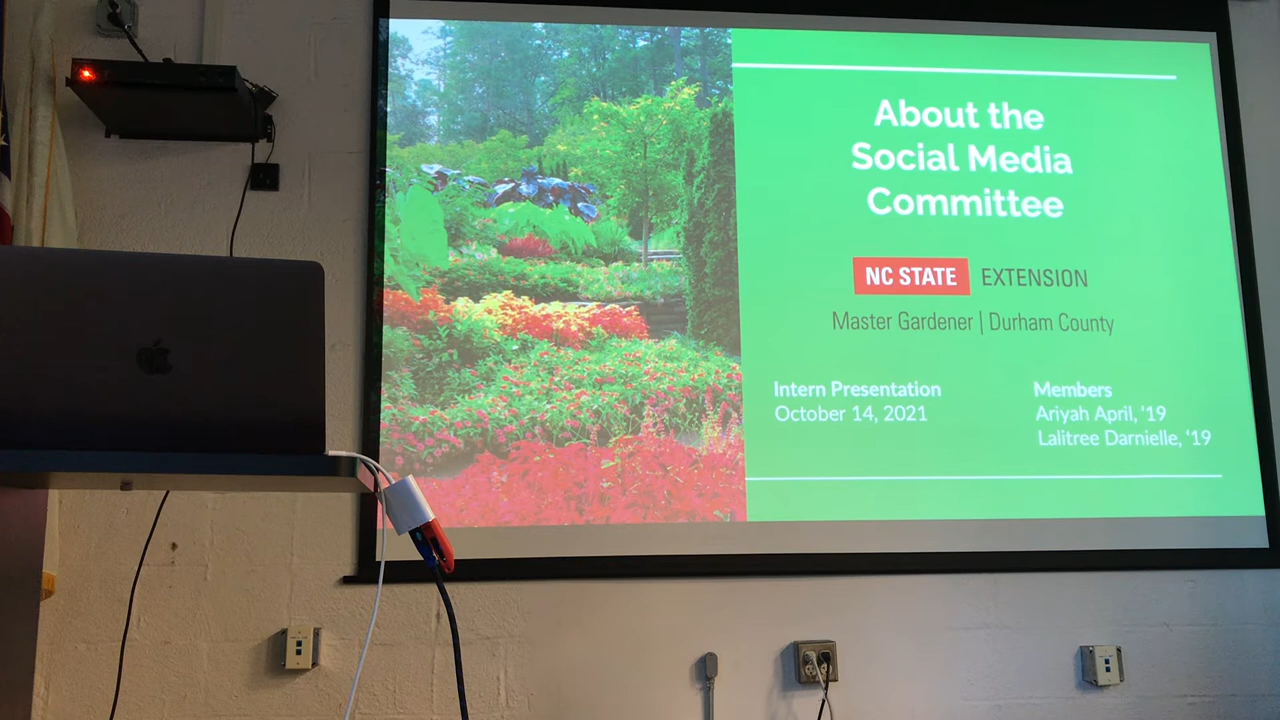 About the
Social Media
Committee
NC STATE EXTENSION
Master Gardener | Durham County
Intern Presentation
October 14, 2021
Members
Ariyah April, '19
Lalitree Darnielle, '19